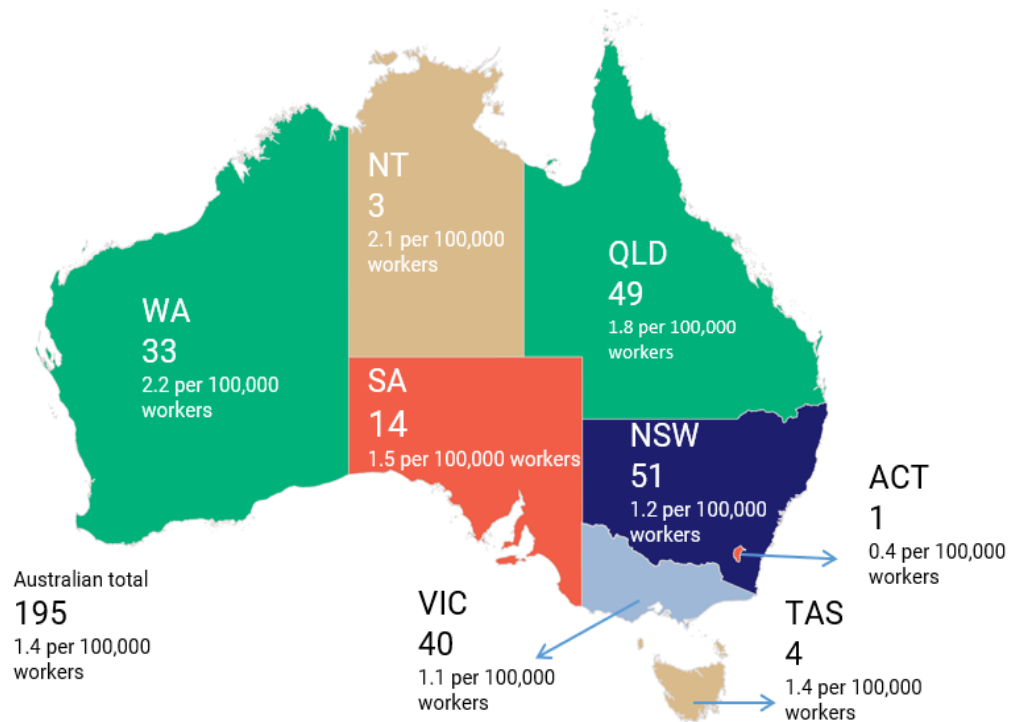 NT
3
2.1 per 100,000
workers
QLD
49
1.8 per 100,000
workers
WA
33
2.2 per 100,000
workers
SA
14
1.5 per 100,000 workers
NSW
51
1.2 per 100,000
workers
ACT
1
0.4 per 100,000
workers
Australian total
195
1.4 per 100,000
workers
VIC
40
1.1 per 100,000
workers
TAS
4
1.4 per 100,000
workers